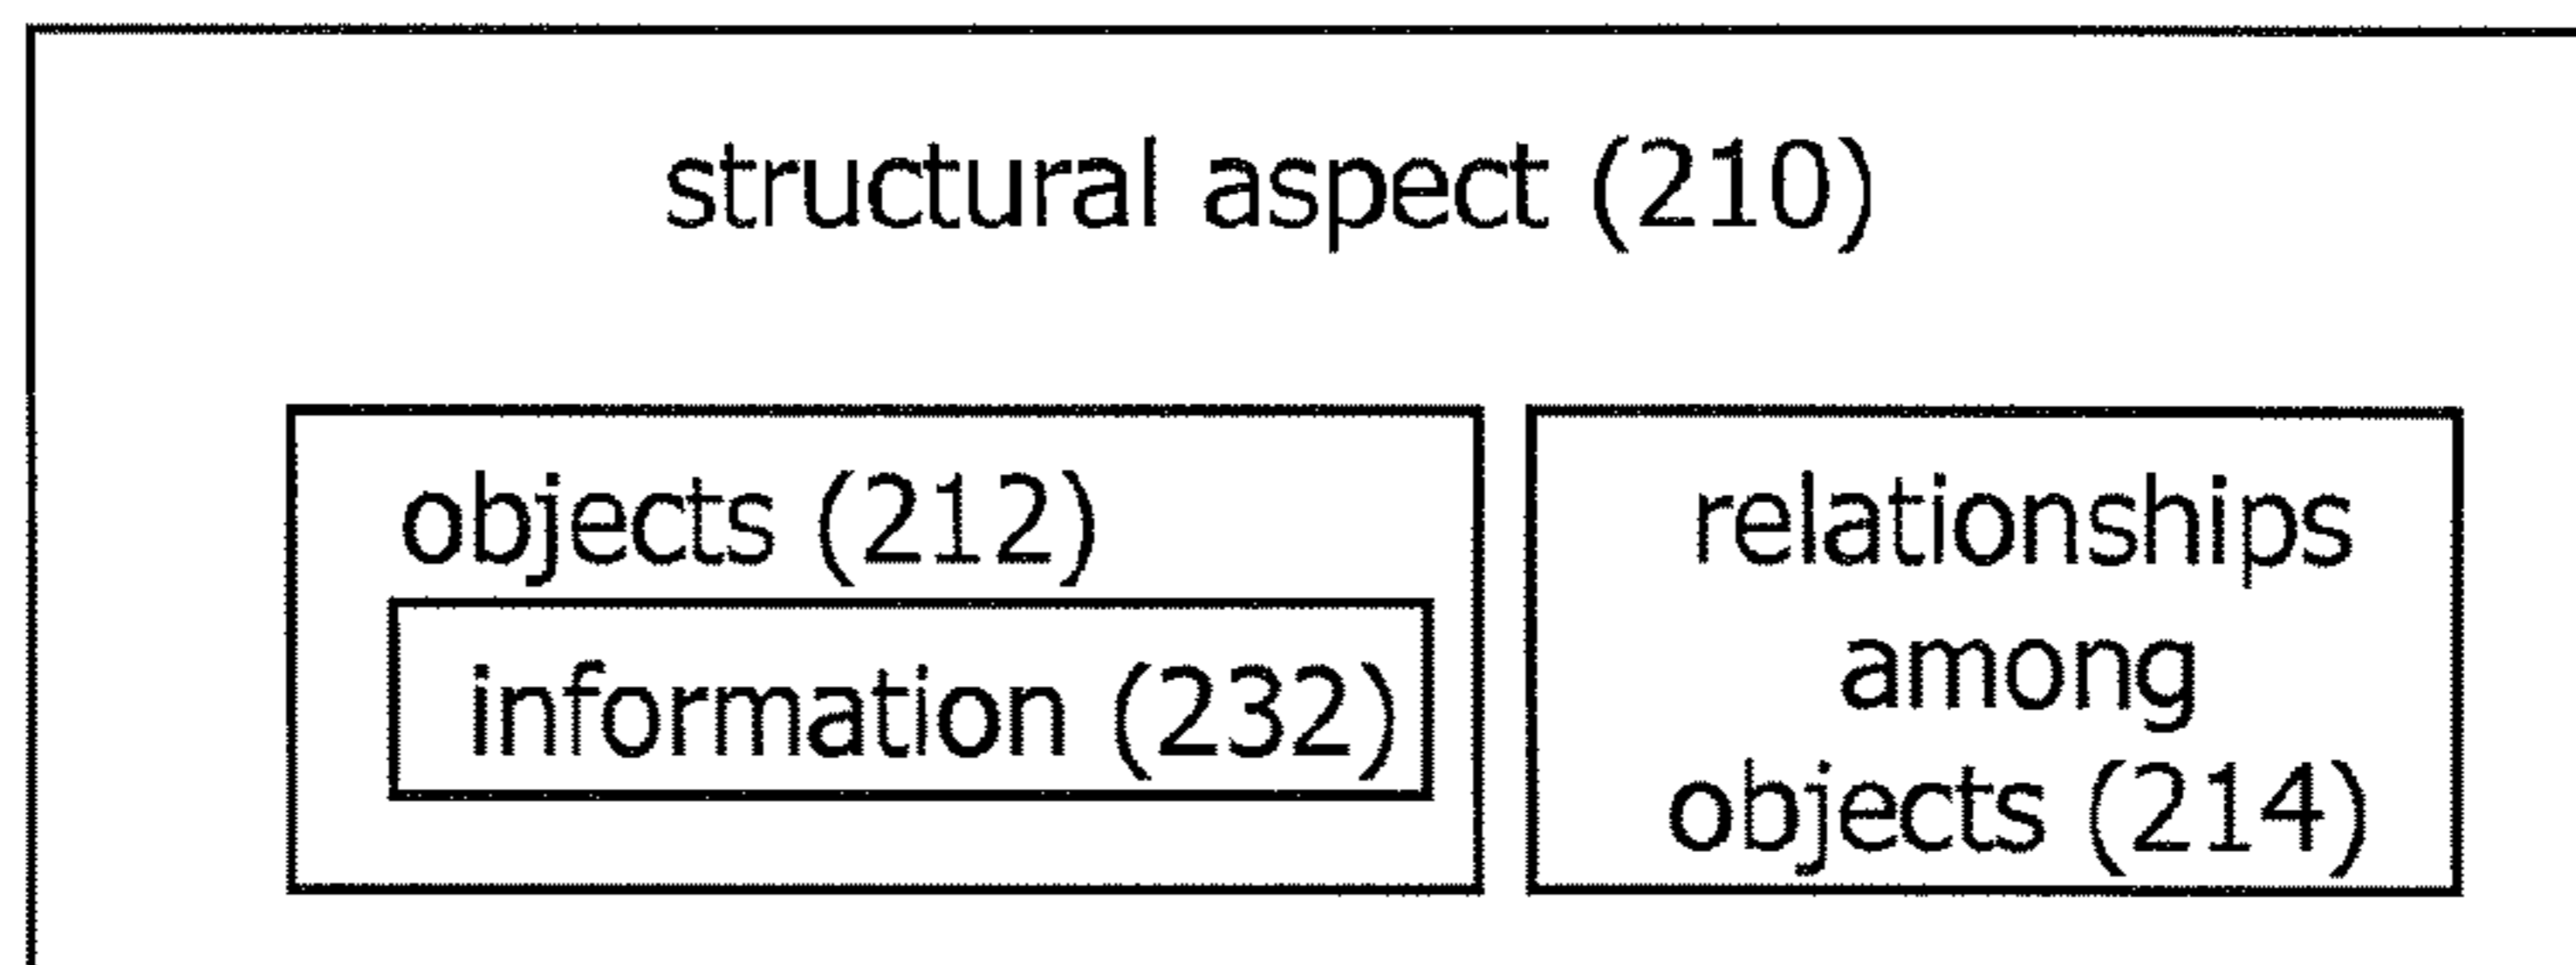 structural aspect (210)
objects (212)
information (232)
relationships
among
objects (214)